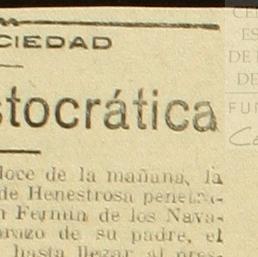 CIEDAD
stocrática
doce de la mañana, la
de Henestrosa penetra-
n Fermín de los Nava-
brazo de su padre, el
hasta llegar al pres-
CE
ES
DE
DE
FUN
Ca